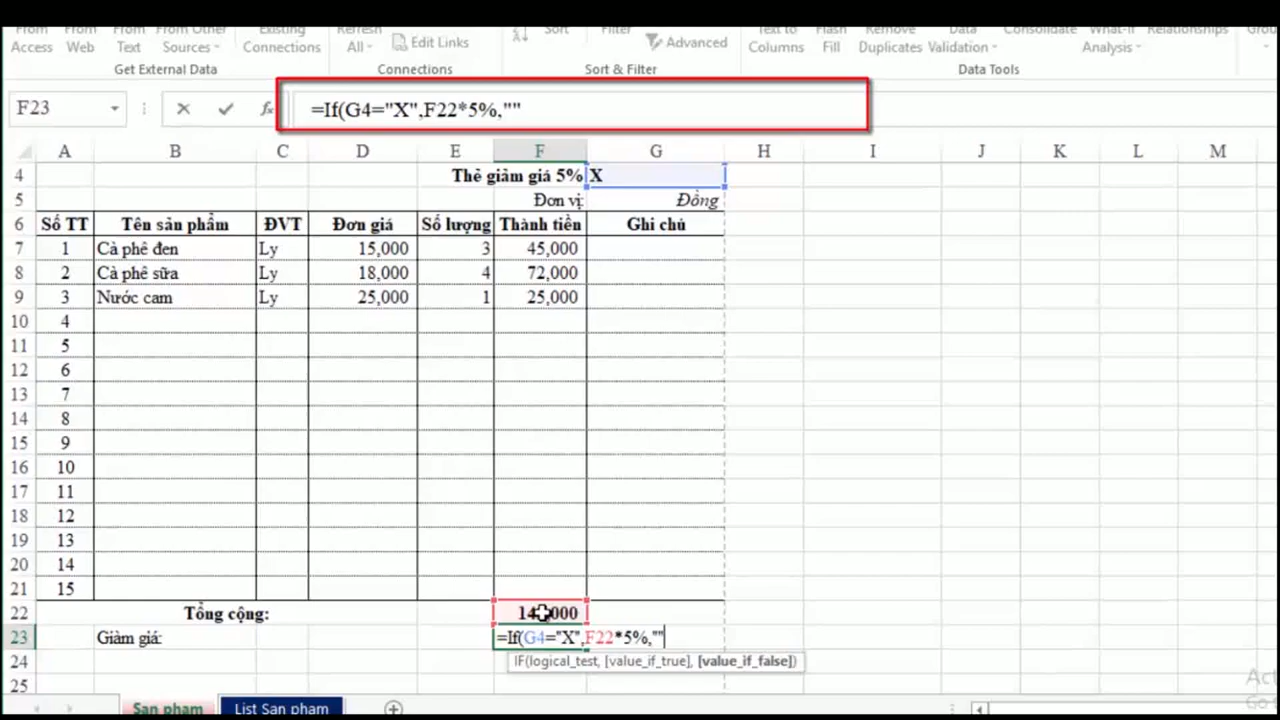 From From From From Other Existing Refresh Sort Filter Text to Flash Remove Data Consolidate What-If Relationships
Access Web Text Sources Connections All Edit Links Advanced Columns Fill Duplicates Validation Analysis
Get External Data Connections Sort & Filter Data Tools
F23 fx =If(G4="X",F22*5%,""
A B C D E F G H I J K L M
4 Thẻ giảm giá 5% X
5 Đơn vị: Đồng
6 Số TT Tên sản phẩm ĐVT Đơn giá Số lượng Thành tiền Ghi chú
7 1 Cà phê đen Ly 15,000 3 45,000
8 2 Cà phê sữa Ly 18,000 4 72,000
9 3 Nước cam Ly 25,000 1 25,000
10 4
11 5
12 6
13 7
14 8
15 9
16 10
17 11
18 12
19 13
20 14
21 15
22 Tổng cộng:
23 Giảm giá: =If(G4="X",F22*5%,""
24 IF(logical_test, [value_if_true], [value_if_false])
25
San pham List San pham